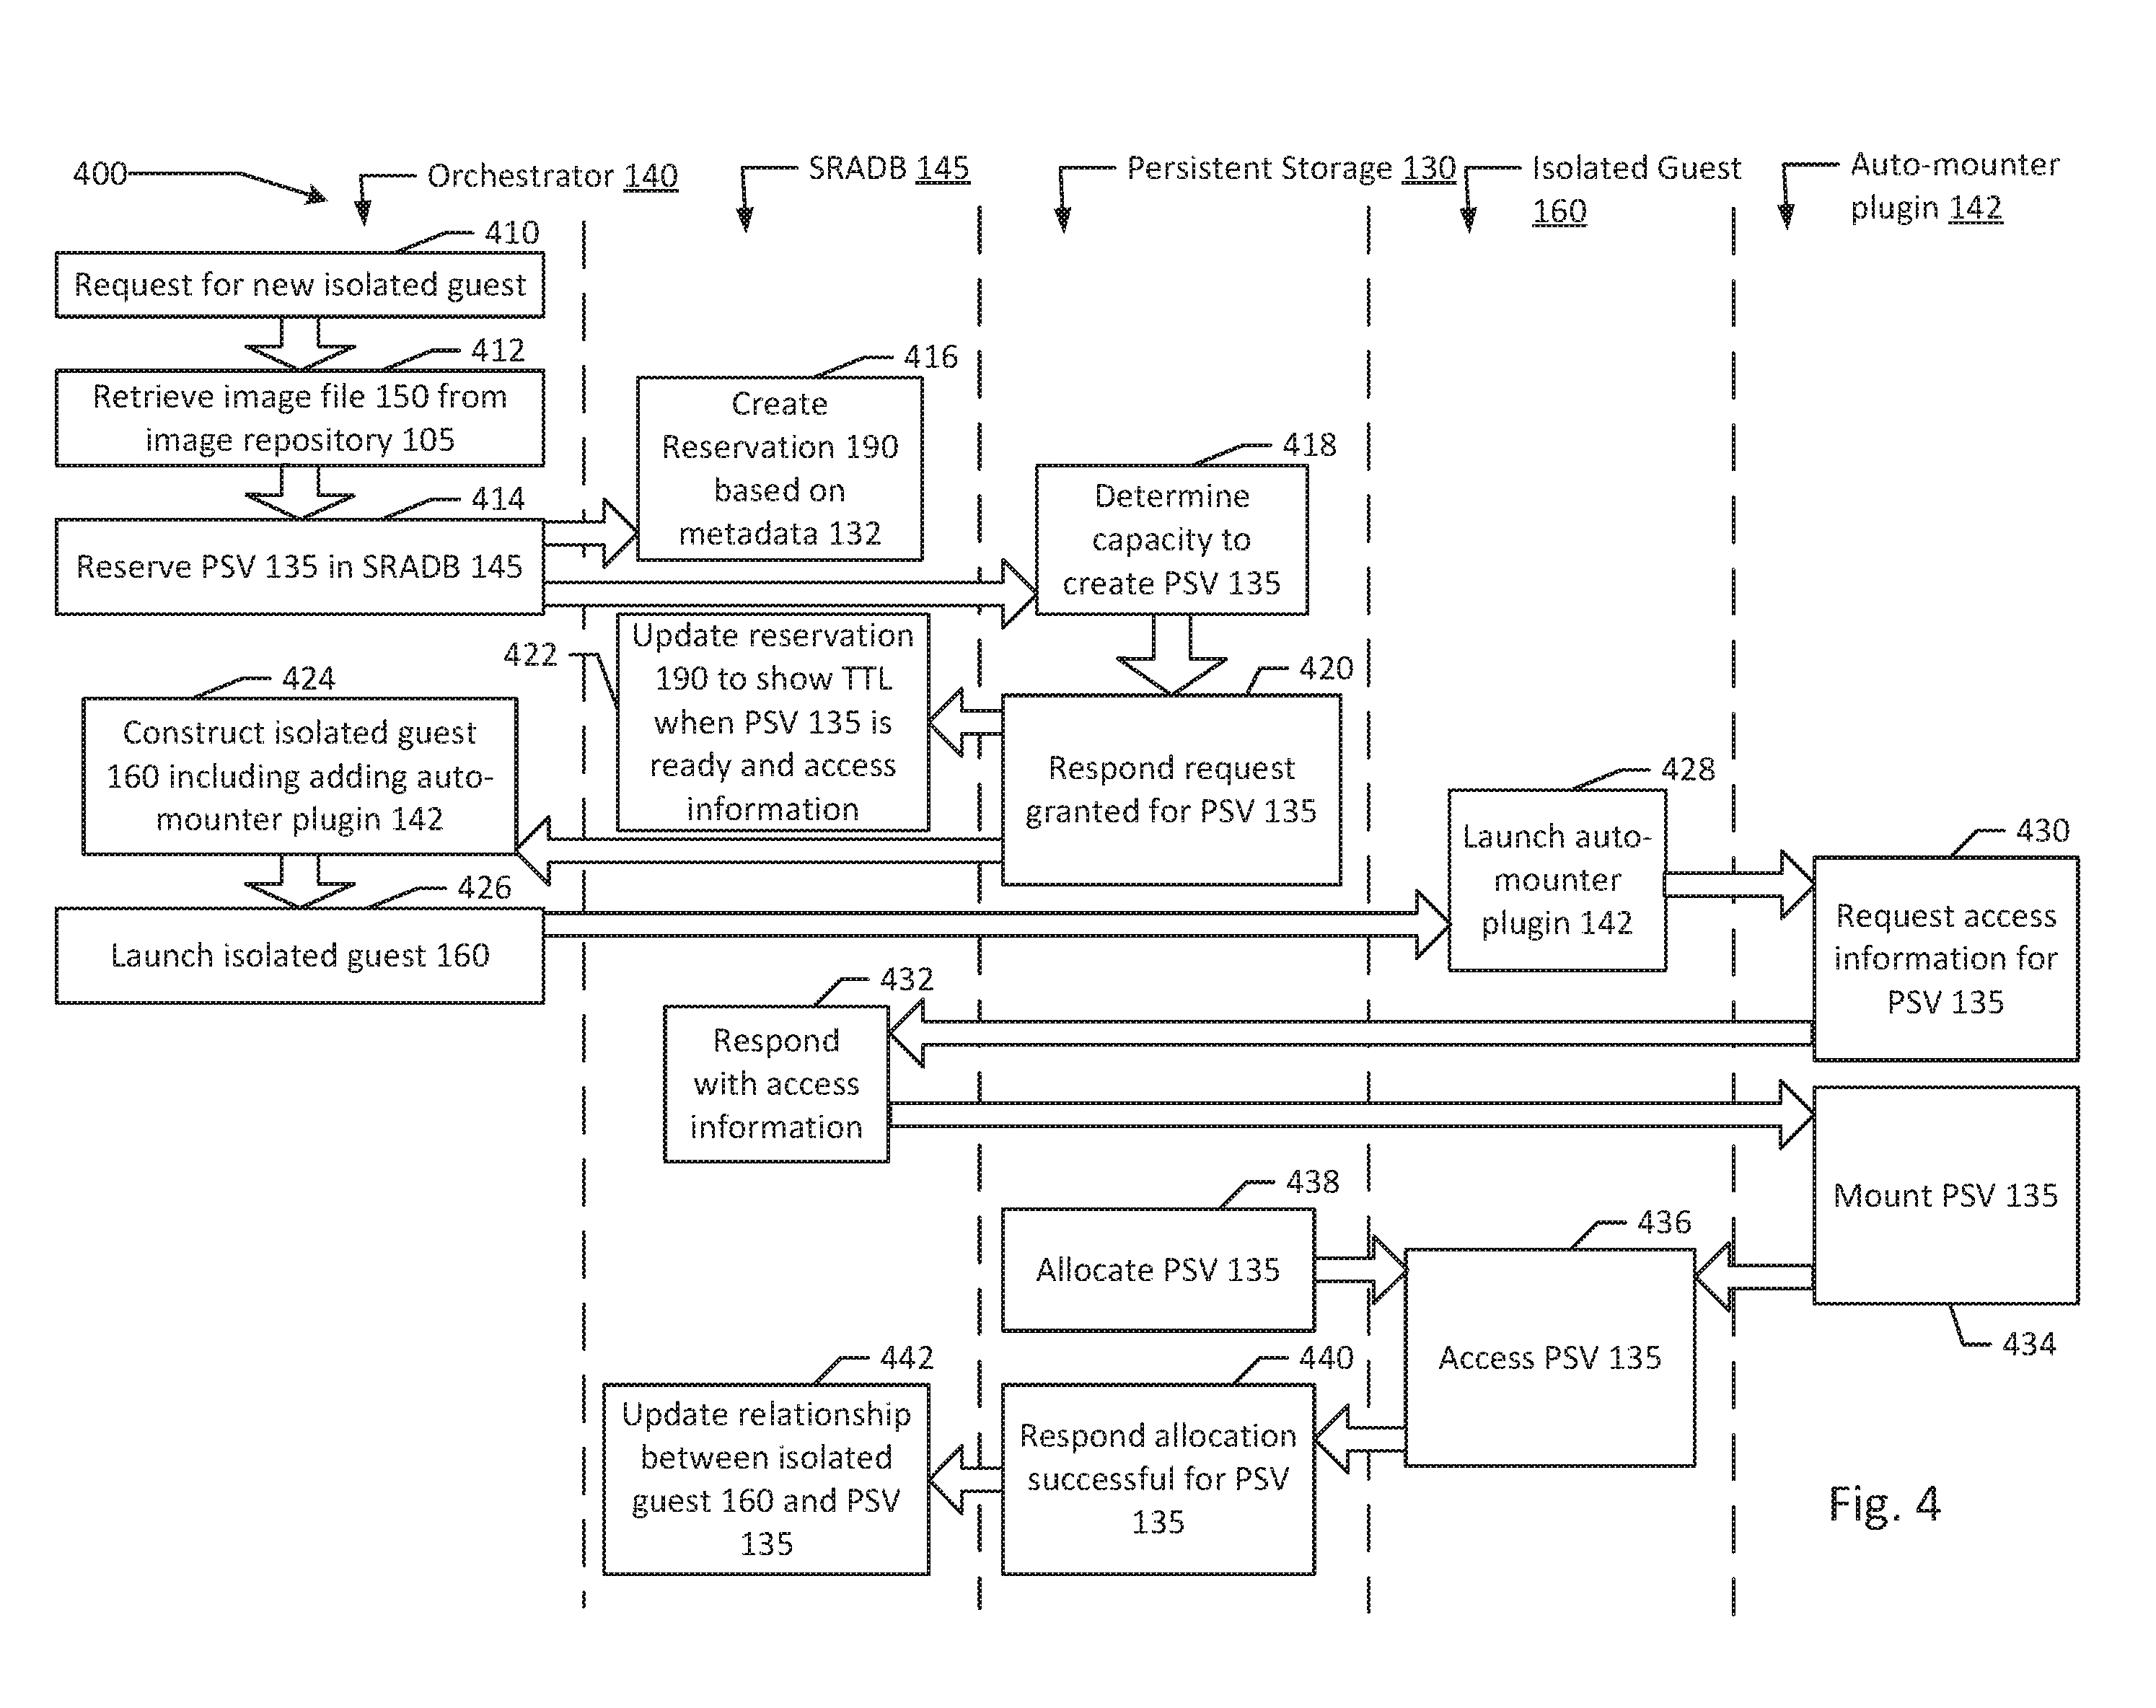 400
Orchestrator 140
SRADB 145
Persistent Storage 130
Isolated Guest
160
Auto-mounter
plugin 142
410
Request for new isolated guest
412
Retrieve image file 150 from
image repository 105
414
Reserve PSV 135 in SRADB 145
416
Create
Reservation 190
based on
metadada 132
418
Determine
capacity to
create PSV 135
420
Respond request
granted for PSV 135
422
Update reservation
190 to show TTL
when PSV 135 is
ready and access
information
424
Construct isolated guest
160 including adding auto-
mounter plugin 142
426
Launch isolated guest 160
428
Launch auto-
mounter
plugin 142
430
Request access
information for
PSV 135
432
Respond
with access
information
Mount PSV 135
434
438
Allocate PSV 135
436
Access PSV 135
440
Respond allocation
successful for PSV
135
442
Update relationship
between isolated
guest 160 and PSV
135
Fig. 4